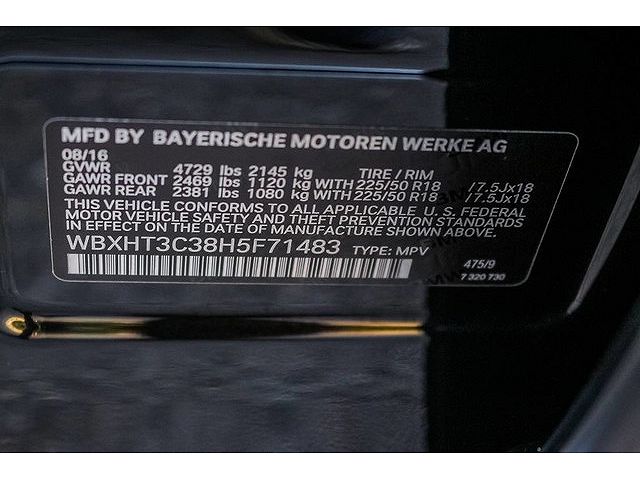 MFD BY BAYERISCHE MOTOREN WERKE AG
08/16
GVWR 4729 lbs 2145 kg TIRE / RIM
GAWR FRONT 2469 lbs 1120 kg WITH 225/50 R18 /7.5Jx18
GAWR REAR 2381 lbs 1080 kg WITH 225/50 R18 /7.5Jx18
THIS VEHICLE CONFORMS TO ALL APPLICABLE U. S. FEDERAL
MOTOR VEHICLE SAFETY AND THEFT PREVENTION STANDARDS
IN EFFECT ON THE DATE OF MANUFACTURE SHOWN ABOVE.
WBXHT3C38H5F71483 TYPE: MPV
475/9
7 320 730